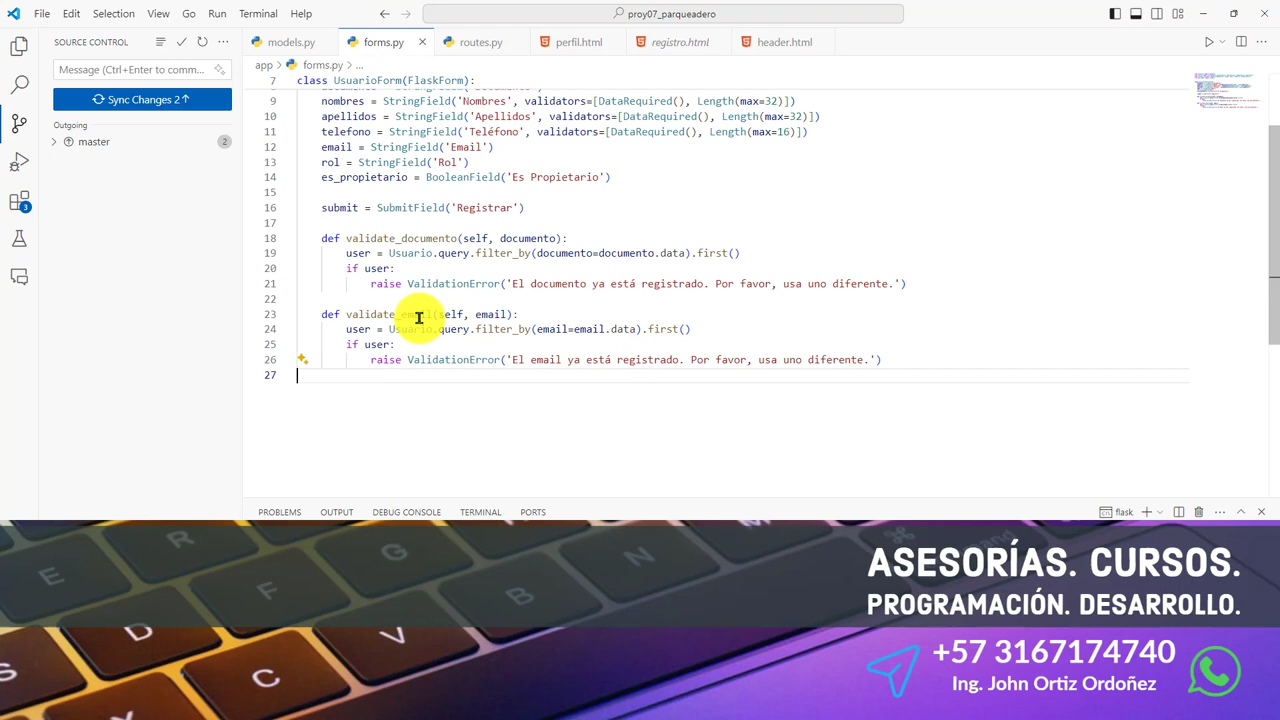 File Edit Selection View Go Run Terminal Help
proy07_parqueadero
SOURCE CONTROL
models.py forms.py routes.py perfil.html registro.html header.html
app > forms.py > ...
Message (Ctrl+Enter to comm...
Sync Changes 2↑
Outgoing
master 2
3
7 class UsuarioForm(FlaskForm):
9 nombres = StringField( validators=[DataRequired(), Length(max=32)])
10 StringField( validators=[DataRequired(),
11 telefono = StringField('Teléfono', validators=[DataRequired(), Length(max=16)])
12 email = StringField('Email')
13 rol = StringField('Rol')
14 es_propietario = BooleanField('Es Propietario')
15
16 submit = SubmitField('Registrar')
17
18 def validate_documento(self, documento):
19 user = Usuario.query.filter_by(documento=documento.data).first()
20 if user:
21 raise ValidationError('El documento ya está registrado. Por favor, usa uno diferente.')
22
23 def validate_email(self, email):
24 user = Usuario.query.filter_by(email=email.data).first()
25 if user:
26 raise ValidationError('El email ya está registrado. Por favor, usa uno diferente.')
27
PROBLEMS OUTPUT DEBUG CONSOLE TERMINAL PORTS
flask
ASESORÍAS. CURSOS.
PROGRAMACIÓN. DESARROLLO.
+57 3167174740
Ing. John Ortiz Ordoñez
E R G F H B N V D C S